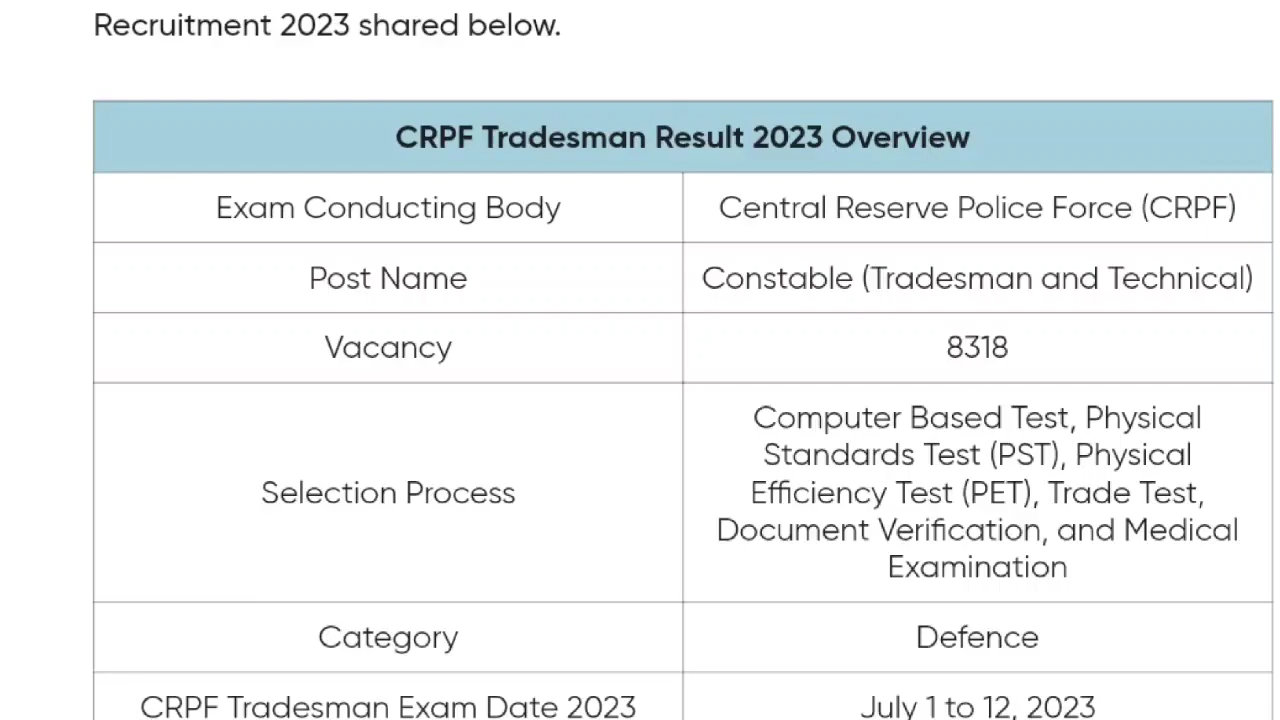 Recruitment 2023 shared below.
CRPF Tradesman Result 2023 Overview
Exam Conducting Body
Central Reserve Police Force (CRPF)
Post Name
Constable (Tradesman and Technical)
Vacancy
8318
Selection Process
Computer Based Test, Physical
Standards Test (PST), Physical
Efficiency Test (PET), Trade Test,
Document Verification, and Medical
Examination
Category
Defence
CRPF Tradesman Exam Date 2023
July 1 to 12, 2023